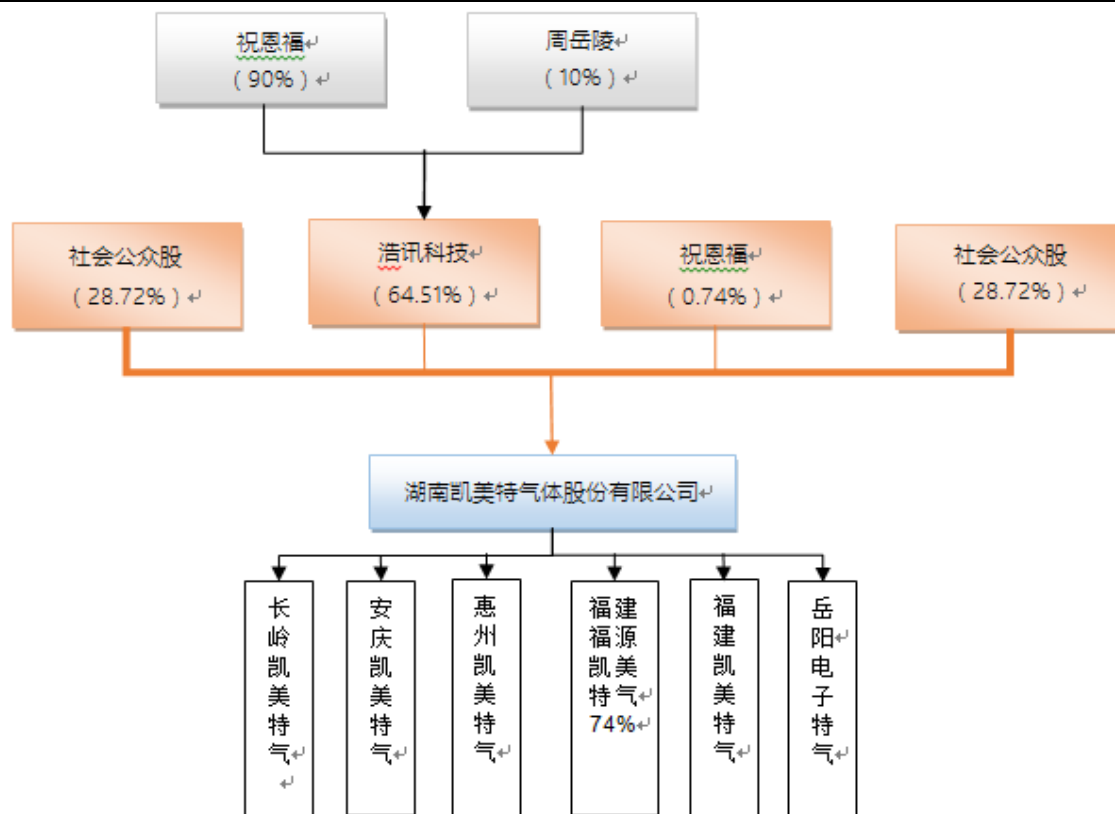 祝恩福
（90%）
周岳陵
（10%）
社会公众股
（28.72%）
浩讯科技
（64.51%）
祝恩福
（0.74%）
社会公众股
（28.72%）
湖南凯美特气体股份有限公司
长岭凯美特气
安庆凯美特气
惠州凯美特气
福建
福源
凯美
特气
74%
福建凯美特气
岳阳电子特气